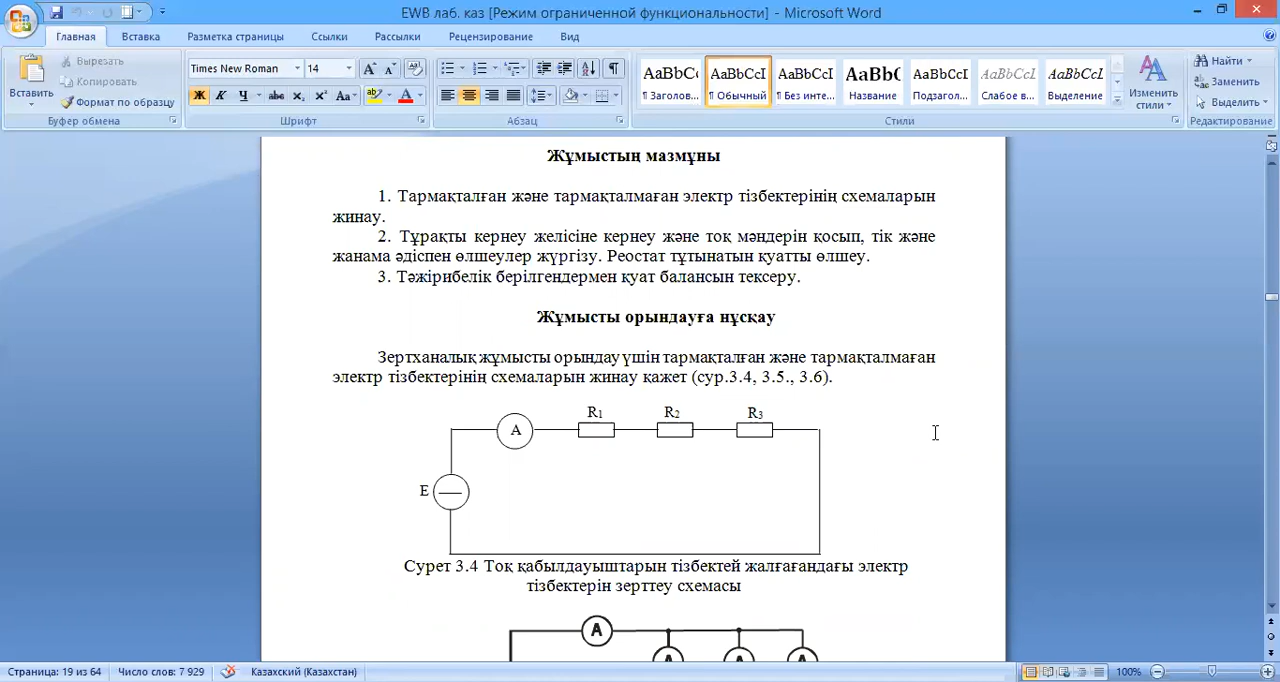 EWB лаб. каз [Режим ограниченной функциональности] - Microsoft Word
Главная Вставка Разметка страницы Ссылки Рассылки Рецензирование Вид
Вставить
Вырезать
Копировать
Формат по образцу
Буфер обмена
Times New Roman 14
Ж К Ч abc x₂ x² Aa
Шрифт
Абзац
AaBbCc AaBbCcI AaBbCcI AaBbC AaBbCcI AaBbCcI AaBbCcL
¶ Заголов... ¶ Обычный ¶ Без инте... Название Подзагол... Слабое в... Выделение
Стили
Изменить стили
Найти
Заменить
Выделить
Редактирование
Жұмыстың мазмұны
1. Тармақталған және тармақталмаған электр тізбектерінің схемаларын
жинау.
2. Тұрақты кернеу желісіне кернеу және тоқ мәндерін қосып, тік және
жанама әдіспен өлшеулер жүргізу. Реостат тұтынатын қуатты өлшеу.
3. Тәжірибелік берілгендермен қуат балансын тексеру.
Жұмысты орындауға нұсқау
Зертханалық жұмысты орындау үшін тармақталған және тармақталмаған
электр тізбектерінің схемаларын жинау қажет (сур.3.4, 3.5., 3.6).
R1 R2 R3
A
E
Сурет 3.4 Тоқ қабылдауыштарын тізбектей жалғағандағы электр
тізбектерін зерттеу схемасы
A
A A A
Страница: 19 из 64 Число слов: 7 929 Казахский (Казахстан) 100%